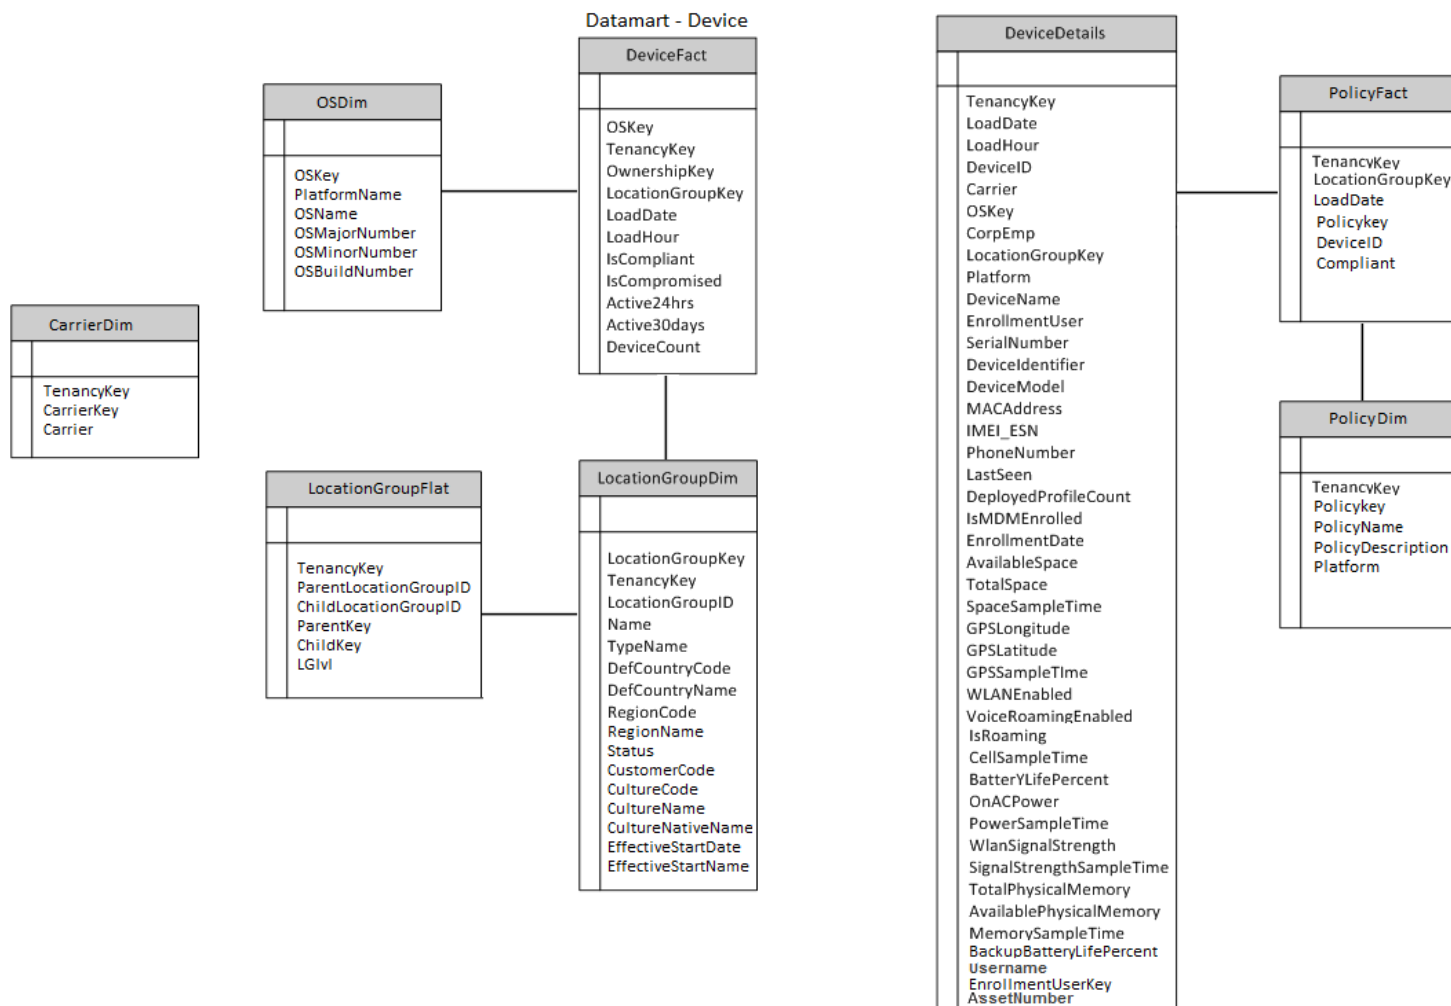 Datamart - Device
DeviceFact
OSKey
TenancyKey
OwnershipKey
LocationGroupKey
LoadDate
LoadHour
IsCompliant
IsCompromised
Active24hrs
Active30days
DeviceCount
OSDim
OSKey
PlatformName
OSName
OSMajorNumber
OSMinorNumber
OSBuildNumber
CarrierDim
TenancyKey
CarrierKey
Carrier
LocationGroupFlat
TenancyKey
ParentLocationGroupID
ChildLocationGroupID
ParentKey
ChildKey
LGlvl
LocationGroupDim
LocationGroupKey
TenancyKey
LocationGroupID
Name
TypeName
DefCountryCode
DefCountryName
RegionCode
RegionName
Status
CustomerCode
CultureCode
CultureName
CultureNativeName
EffectiveStartDate
EffectiveStartName
DeviceDetails
TenancyKey
LoadDate
LoadHour
DeviceID
Carrier
OSKey
CorpEmp
LocationGroupKey
Platform
DeviceName
EnrollmentUser
SerialNumber
DeviceIdentifier
DeviceModel
MACAddress
IMEI_ESN
PhoneNumber
LastSeen
DeployedProfileCount
IsMDMEnrolled
EnrollmentDate
AvailableSpace
TotalSpace
SpaceSampleTime
GPSLongitude
GPSLatitude
GPSSampleTIme
WLANEnabled
VoiceRoamingEnabled
IsRoaming
CellSampleTime
BatterYLifePercent
OnACPower
PowerSampleTime
WlanSignalStrength
SignalStrengthSampleTime
TotalPhysicalMemory
AvailablePhysicalMemory
MemorySampleTime
BackupBatteryLifePercent
Username
EnrollmentUserKey
AssetNumber
PolicyFact
TenancyKey
LocationGroupKey
LoadDate
Policykey
DeviceID
Compliant
PolicyDim
TenancyKey
Policykey
PolicyName
PolicyDescription
Platform